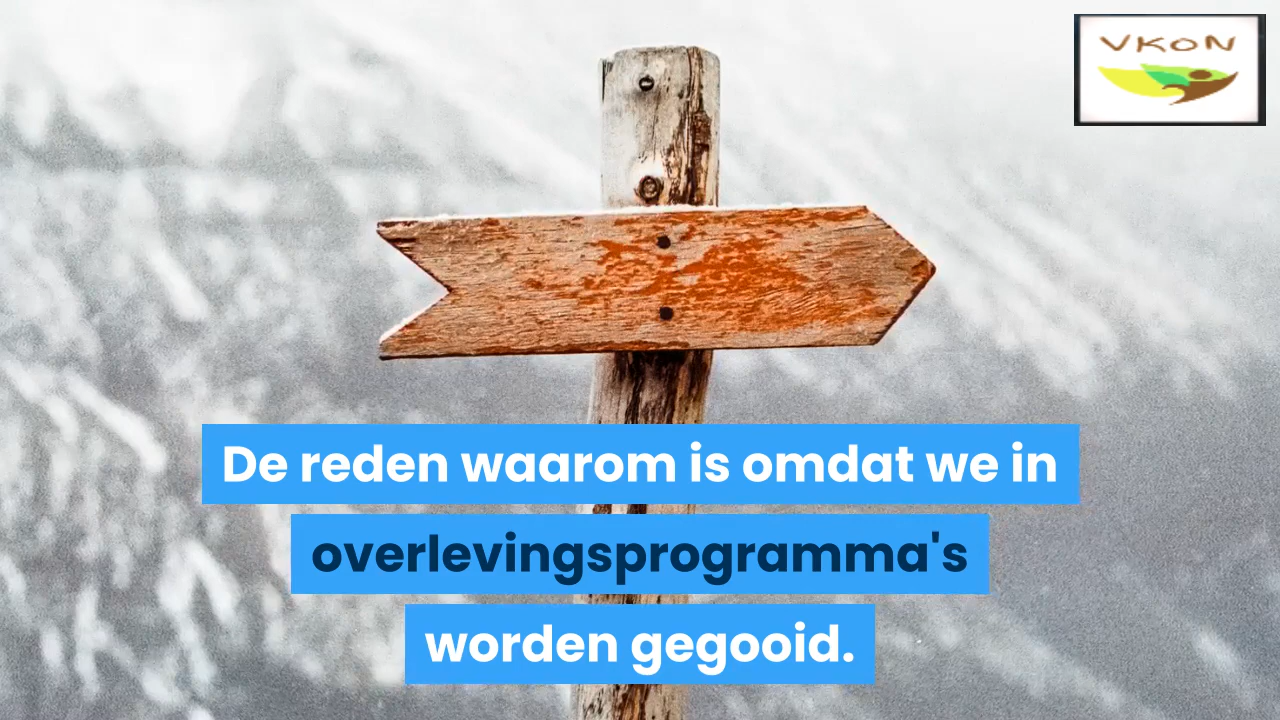 VKON
De reden waarom is omdat we in
overlevingsprogramma's
worden gegooid.